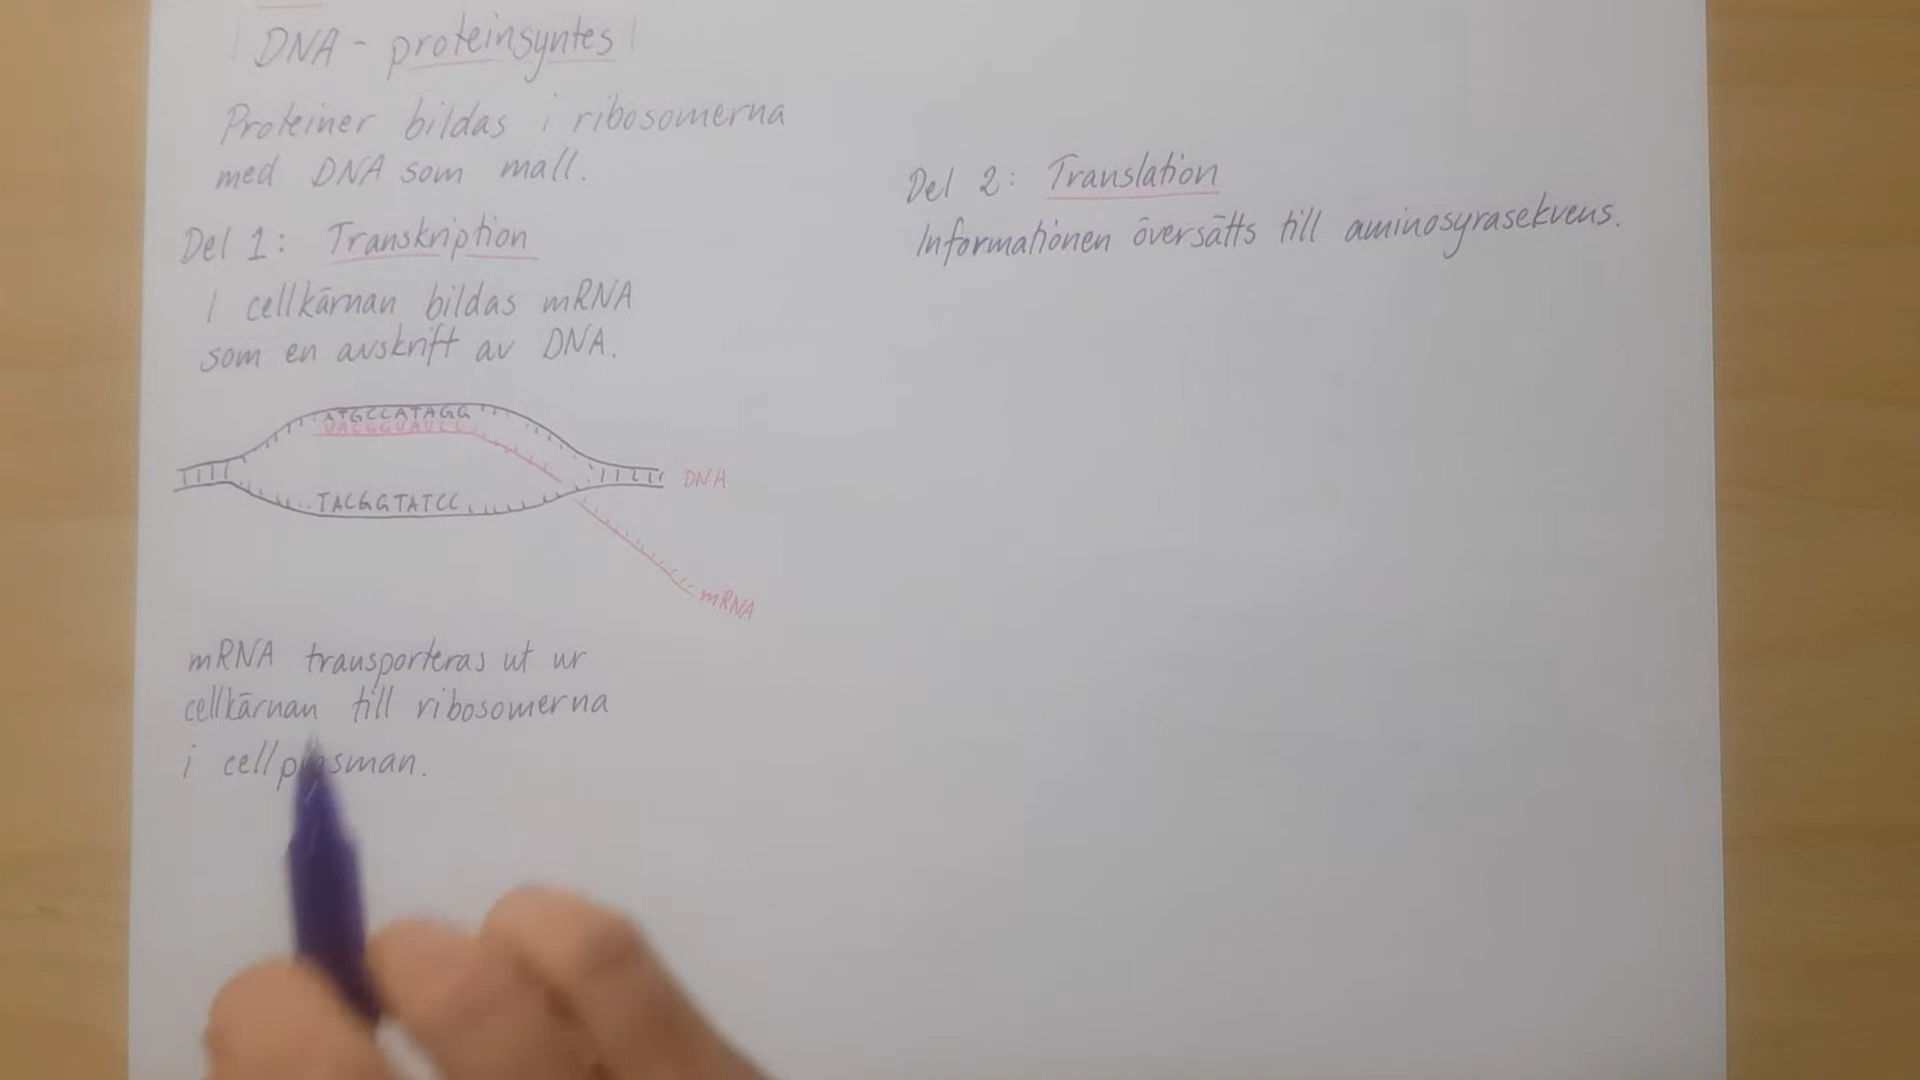 DNA - proteinsyntes
Proteiner bildas i ribosomerna
med DNA som mall.
Del 1: Transkription
I cellkärnan bildas mRNA
som en avskrift av DNA.
ATGCCATAGG
UACGGUAUCC
TACGGTATCC
DNA
mRNA
mRNA transporteras ut ur
cellkärnan till ribosomerna
i cellplasman.
Del 2: Translation
Informationen översätts till aminosyrasekvens.